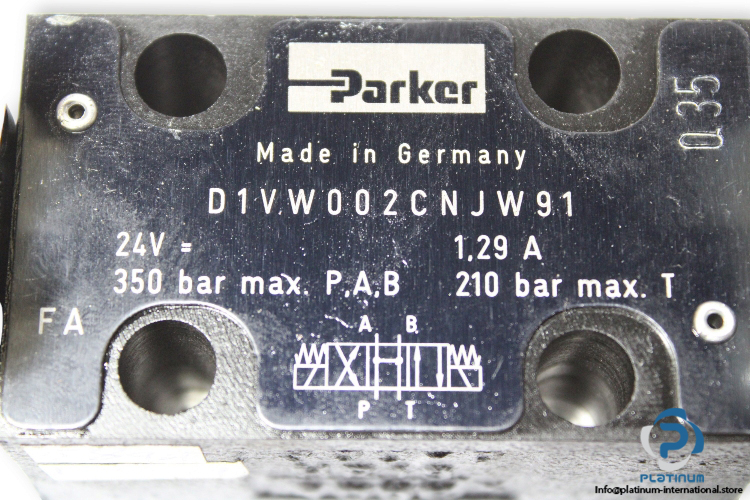 Parker
Made in Germany
D1VW002CNJW91
24V =
1,29 A
350 bar max. P,A,B
210 bar max. T
FA
Q35
A B
P T
P
PLATINUM
Info@platinum-international.store